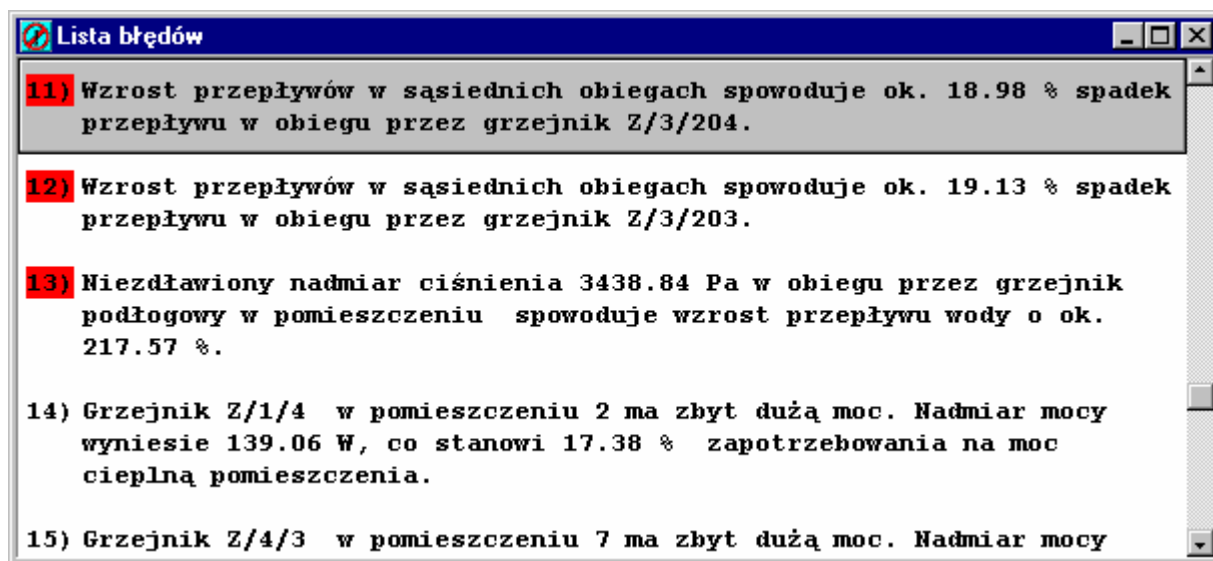 Lista błędów
11) Wzrost przepływów w sąsiednich obiegach spowoduje ok. 18.98 % spadek
przepływu w obiegu przez grzejnik Z/3/204.
12) Wzrost przepływów w sąsiednich obiegach spowoduje ok. 19.13 % spadek
przepływu w obiegu przez grzejnik Z/3/203.
13) Niezdławiony nadmiar ciśnienia 3438.84 Pa w obiegu przez grzejnik
podłogowy w pomieszczeniu  spowoduje wzrost przepływu wody o ok.
217.57 %.
14) Grzejnik Z/1/4  w pomieszczeniu 2 ma zbyt dużą moc. Nadmiar mocy
wyniesie 139.06 W, co stanowi 17.38 %  zapotrzebowania na moc
cieplną pomieszczenia.
15) Grzejnik Z/4/3  w pomieszczeniu 7 ma zbyt dużą moc. Nadmiar mocy